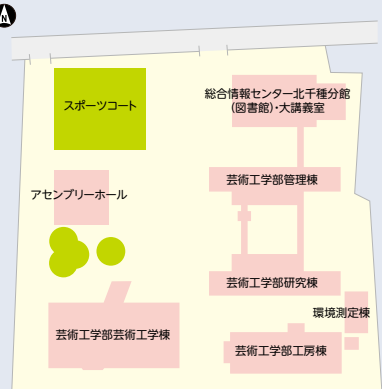 N
スポーツコート
総合情報センター北千種分館
(図書館)・大講義室
芸術工学部管理棟
アセンブリーホール
芸術工学部研究棟
環境測定棟
芸術工学部芸術工学棟
芸術工学部工房棟